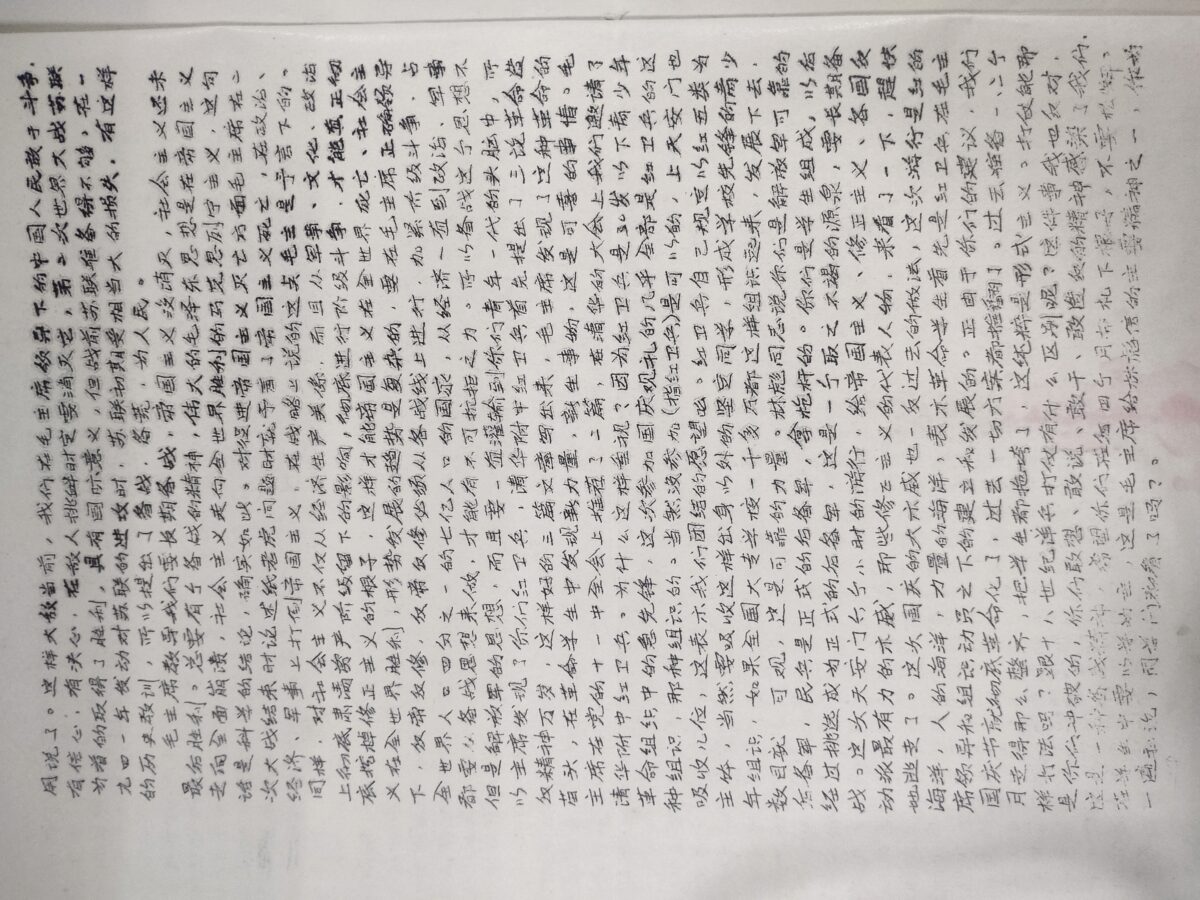 用说了。这样大敌当前，我们在毛主席领导下的中国人民敢于斗争，
有信心，有决心，在敌人挑衅时定要消灭它，第二次世界大战苏联
为首的取得了胜利，具有国际意义，但战前苏联准备得不够，在一
九四一年发动对苏联的进攻时，苏联初期受相当大的损失，有这样
的历史教训，所以提出了备战、备荒、为人民。
毛主席教导我们要长期备战，帝国主义没消灭，社会主义还未
最后胜利。总要有个备战的精神，伟大的毛泽东思想是在帝国主义
走向全面崩溃，社会主义走向全世界胜利的马克思列宁主义，这句
话是科学的结论，确实如此。对促进帝国主义灭亡方面毛主席在二
次大战结束时论述纸老虎问题时就予言了帝国主义死亡，在政治、
经济、军事上打倒帝国主义，在战略上说的这点毛主是予言下的。
同样，对社会主义不仅从经济生产关系，而且从军事、文化、政治
上彻底肃清资产阶级留下的影响，彻底进行阶级斗争，才能真正彻
底挖掉修正主义的根子，这样才能帝国主义在全世界死亡、社会主
义在全世界胜利，形势发展的趋势是复杂的，要在毛主席正确领导
下，反帝反修，反帝反修必须从备战线上进行，加紧阶级斗争，占
全世界人口四分之一的七亿人口的国家，从经济一直到政治、军事
都要从备战思想来做，才能有不可抗拒之力。所以备战这个思想不
但是解放军的思想，而且要一直灌输到你们青年一代的头脑中，所
以主席发现了你们红卫兵，清华附中红卫兵首先提出了三论革命造
反精神万岁，这样好的三篇文章写出来，毛主席发现了这种革命的
苗头，在革命学生中发现新力量，新生事物，这是可喜的事情。毛
主席在党的十一中全会上推荐了二篇，在清华的大会上我们邀请了
清华附中红卫兵。为什么这样重视？因为红卫兵是30岁以下青少年
革命组织中的急先锋，这次参加国庆观礼的几乎全部是红卫兵的这
种组识，那种组识的。当然没参加(指红卫兵)是可以的，上天安门也
吸收几位，这表示我们团结的愿望吆。红卫兵自己规定以红五类为
主体，当然要吸收这样出身以外的坚定同学，形成学校先锋的青少
年组识，如果全国大专学校一千多万都这样组识起来，发展下去，
数目就 可观，这是可靠的力量。林彪同志说你们是解放军可靠的
后备军，民兵是正式的后备军，拿枪杆的。你们是学生组成，以后
经过挑选成为正式的后备军，这是一个取之不竭的源泉，要长期备
战。这次天安门六个小时的游行，给帝国主义、修正主义、各国反
动派最有力的示威，那些修正主义的代表人物，来看了一下，赶快
地逃走了。这次国庆的大示威也一反过去的做法，这次游行是红的
海洋，人的海洋，力量的海洋，表示革命学生首先是红卫兵在毛主
席领导和组识动员之下的建立和发展的。正由于你们的建议，我们
国庆节就彻底革命化了，过去一切方案都推翻了。过去准备一、二个
月走得那么整齐，把学生都拖垮了，这纯粹是形式主义。打仗能那
样打法吗？跟十八世纪洋兵打仗有什么区别呢？这件事我也反对，
是你们冲破的，你们敢想、敢说、敢干、敢造反的精神感染了我们，
这是一种备战精神，希望你们在四个月都扎下根子，不要松
要以，这是毛主席给林彪信的主要精神之一，
一遍，同学们都看了吗？。